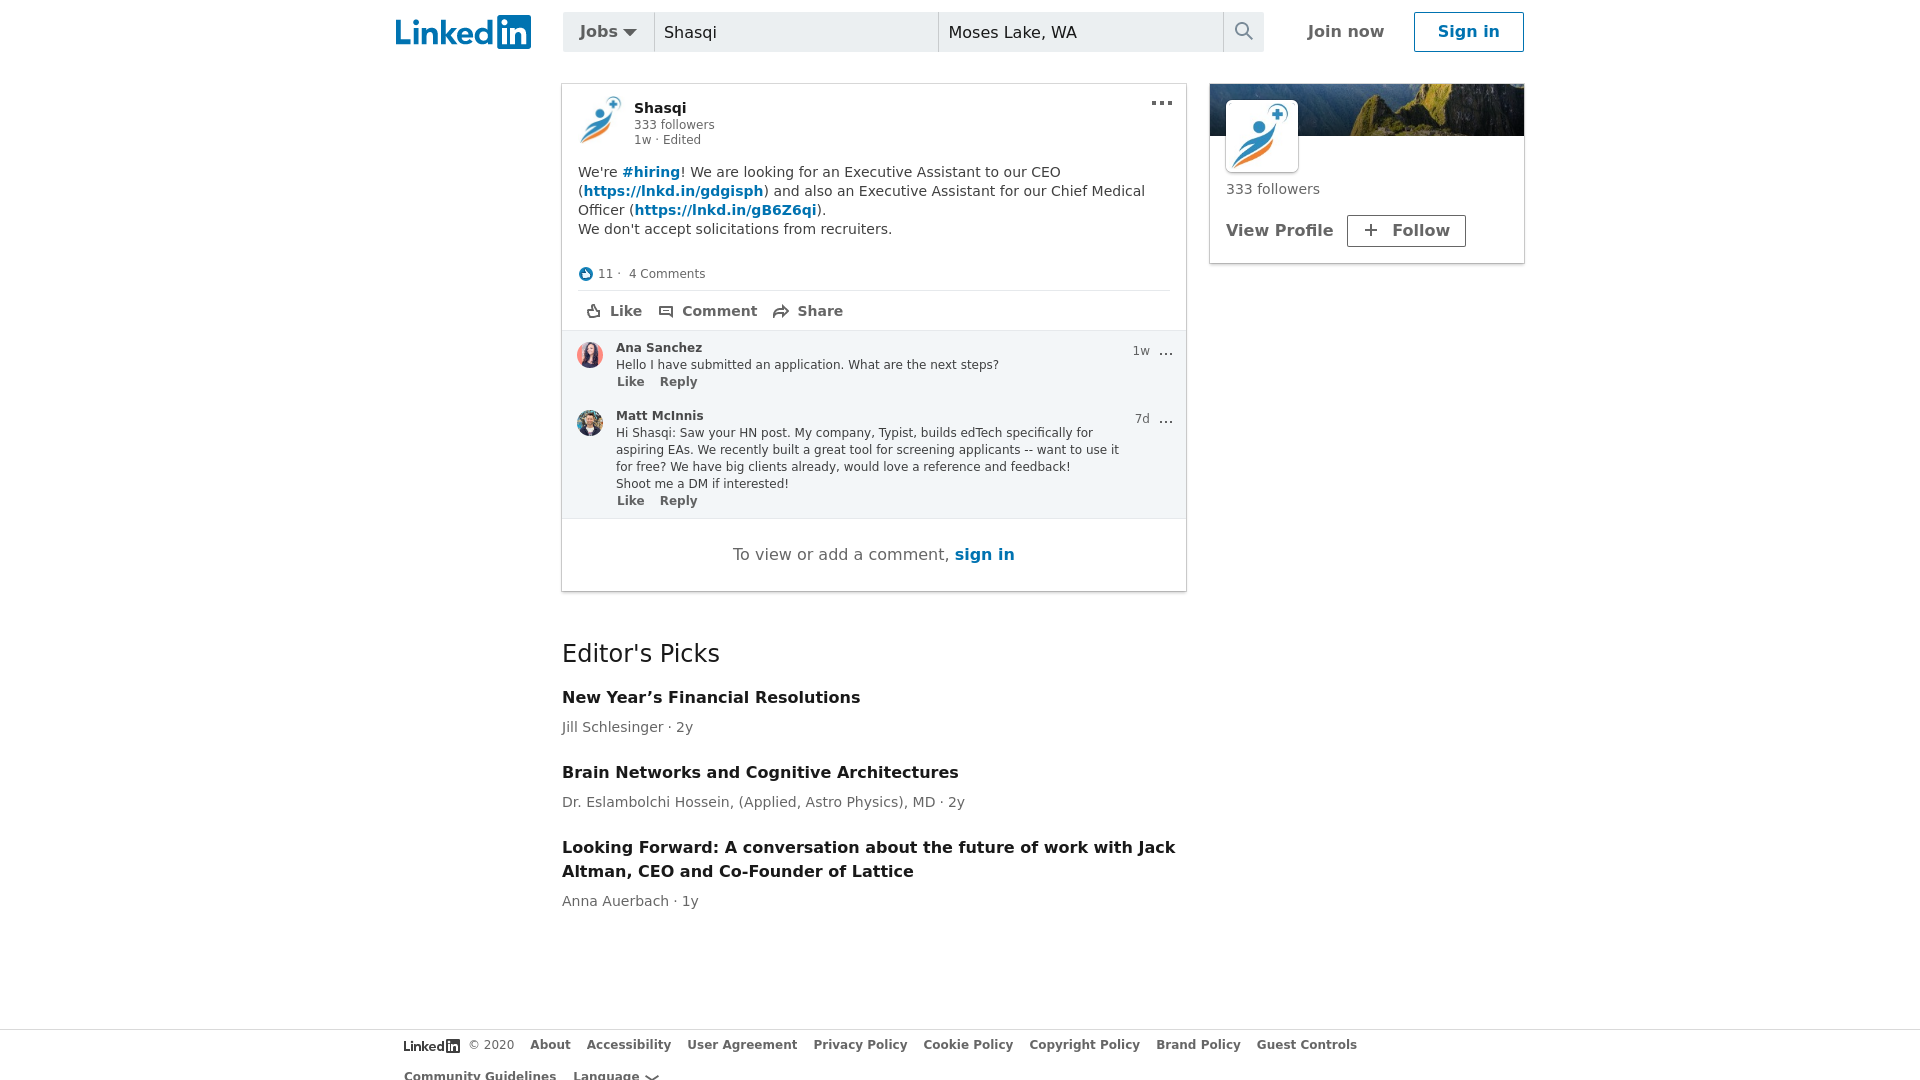 LinkedIn
Jobs
Shasqi
Moses Lake, WA
Join now
Sign in
Shasqi
333 followers
1w · Edited
We're #hiring! We are looking for an Executive Assistant to our CEO
(https://lnkd.in/gdgisph) and also an Executive Assistant for our Chief Medical
Officer (https://lnkd.in/gB6Z6qi).
We don't accept solicitations from recruiters.
11 · 4 Comments
Like Comment Share
Ana Sanchez
1w
Hello I have submitted an application. What are the next steps?
Like Reply
Matt McInnis
7d
Hi Shasqi: Saw your HN post. My company, Typist, builds edTech specifically for
aspiring EAs. We recently built a great tool for screening applicants -- want to use it
for free? We have big clients already, would love a reference and feedback!
Shoot me a DM if interested!
Like Reply
To view or add a comment, sign in
333 followers
View Profile
Follow
Editor's Picks
New Year’s Financial Resolutions
Jill Schlesinger · 2y
Brain Networks and Cognitive Architectures
Dr. Eslambolchi Hossein, (Applied, Astro Physics), MD · 2y
Looking Forward: A conversation about the future of work with Jack
Altman, CEO and Co-Founder of Lattice
Anna Auerbach · 1y
LinkedIn © 2020 About Accessibility User Agreement Privacy Policy Cookie Policy Copyright Policy Brand Policy Guest Controls
Community Guidelines Language